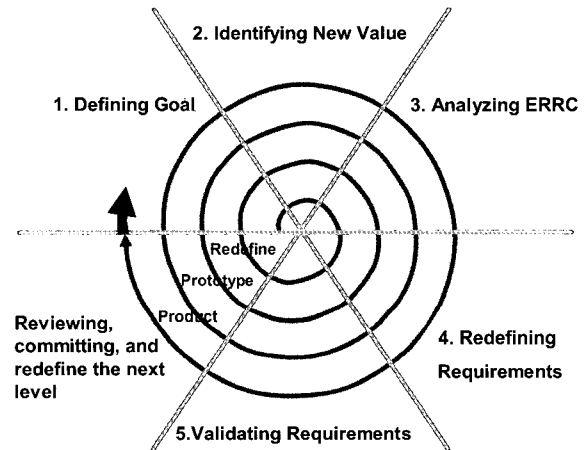 2. Identifying New Value
1. Defining Goal
3. Analyzing ERRC
Redefine
Prototype
Product
Reviewing,
committing, and
redefine the next
level
4. Redefining
Requirements
5.Validating Requirements